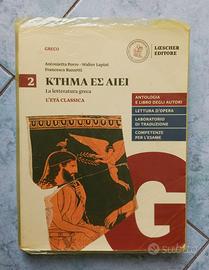 GRECO
LOESCHER
EDITORE
Antonietta Porro - Walter Lapini
Francesca Razzetti
2
ΚΤΗΜΑ ΕΣ ΑΙΕΙ
La letteratura greca
L'ETÀ CLASSICA
ANTOLOGIA
E LIBRO DEGLI AUTORI
LETTURA D'OPERA
LABORATORIO
DI TRADUZIONE
COMPETENZE
PER L'ESAME
G
Subito